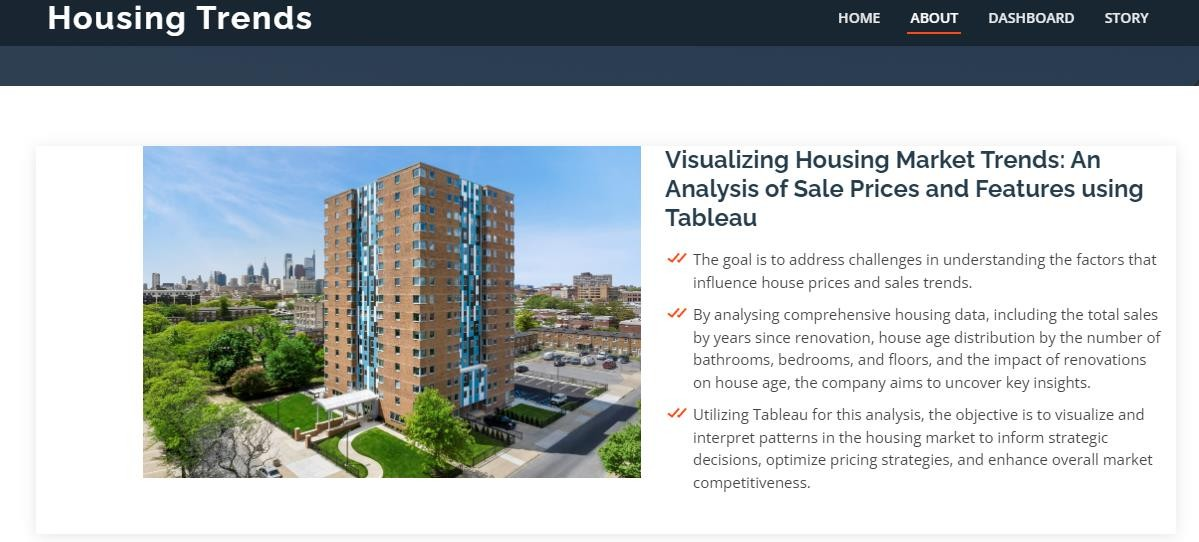 Housing Trends
HOME ABOUT DASHBOARD STORY
Visualizing Housing Market Trends: An
Analysis of Sale Prices and Features using
Tableau
The goal is to address challenges in understanding the factors that
influence house prices and sales trends.
By analysing comprehensive housing data, including the total sales
by years since renovation, house age distribution by the number of
bathrooms, bedrooms, and floors, and the impact of renovations
on house age, the company aims to uncover key insights.
Utilizing Tableau for this analysis, the objective is to visualize and
interpret patterns in the housing market to inform strategic
decisions, optimize pricing strategies, and enhance overall market
competitiveness.